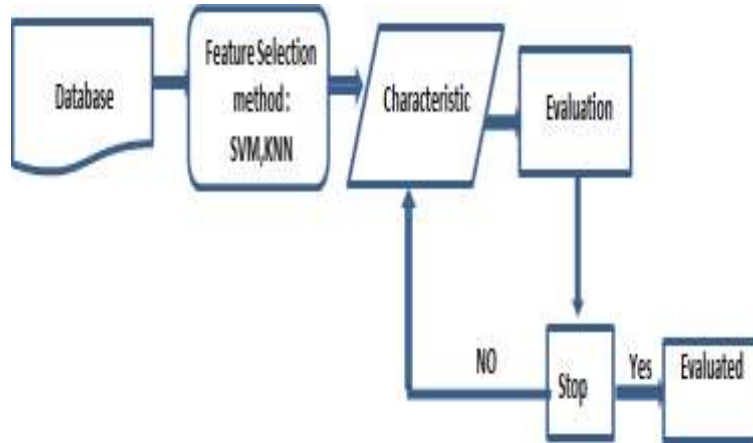 Database
Feature Selection
method :
SVM,KNN
Characteristic
Evaluation
NO
Stop
Yes
Evaluated